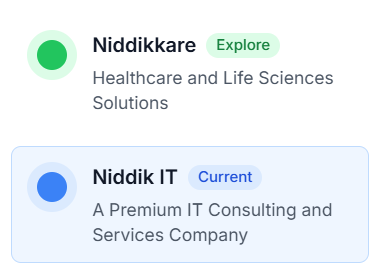 Niddikkare Explore
Healthcare and Life Sciences
Solutions
Niddik IT Current
A Premium IT Consulting and
Services Company